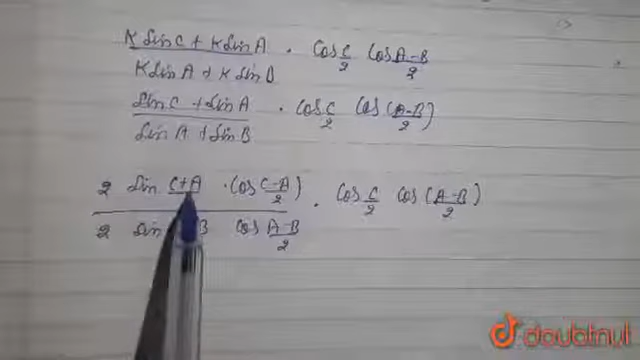 K Sin C + K Sin A . Cos C/2 Cos A-B/2
K Sin A + K Sin B
Sin C + Sin A . Cos C/2 Cos (A-B)/2
Sin A + Sin B
2 Sin C+A . Cos (C-A)/2 . Cos C/2 Cos (A-B)/2
2 Sin B Cos A-B/2
doubtnut